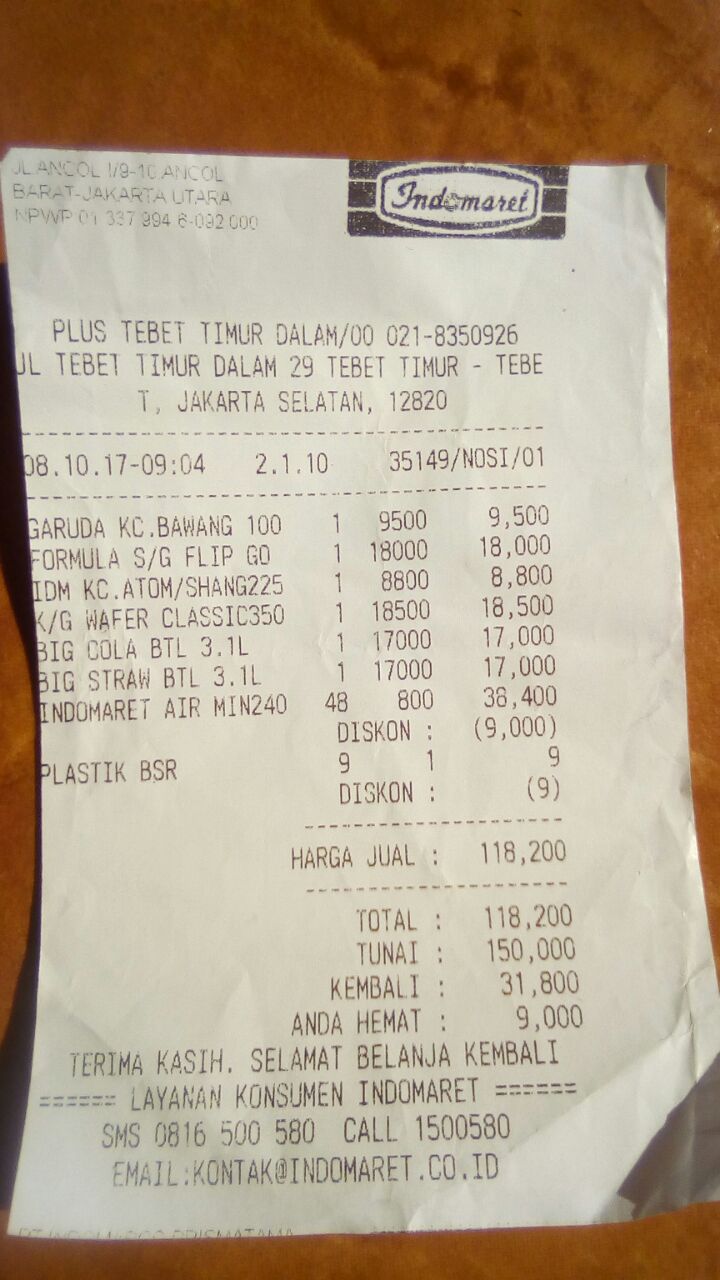 JL.ANCOL I/9-10 ANCOL
BARAT-JAKARTA UTARA
NPWP 01 337 994 6-092 000
Indomaret
PLUS TEBET TIMUR DALAM/00 021-8350926
JL TEBET TIMUR DALAM 29 TEBET TIMUR - TEBE
T, JAKARTA SELATAN, 12820
08.10.17-09:04 2.1.10 35149/NOSI/01
GARUDA KC.BAWANG 100 1 9500 9,500
FORMULA S/G FLIP GO 1 18000 18,000
IDM KC.ATOM/SHANG225 1 8800 8,800
K/G WAFER CLASSIC350 1 18500 18,500
BIG COLA BTL 3.1L 1 17000 17,000
BIG STRAW BTL 3.1L 1 17000 17,000
INDOMARET AIR MIN240 48 800 38,400
DISKON : (9,000)
PLASTIK BSR 9 1 9
DISKON : (9)
HARGA JUAL : 118,200
TOTAL : 118,200
TUNAI : 150,000
KEMBALI : 31,800
ANDA HEMAT : 9,000
TERIMA KASIH. SELAMAT BELANJA KEMBALI
====== LAYANAN KONSUMEN INDOMARET ======
SMS 0816 500 580 CALL 1500580
EMAIL:KONTAK@INDOMARET.CO.ID